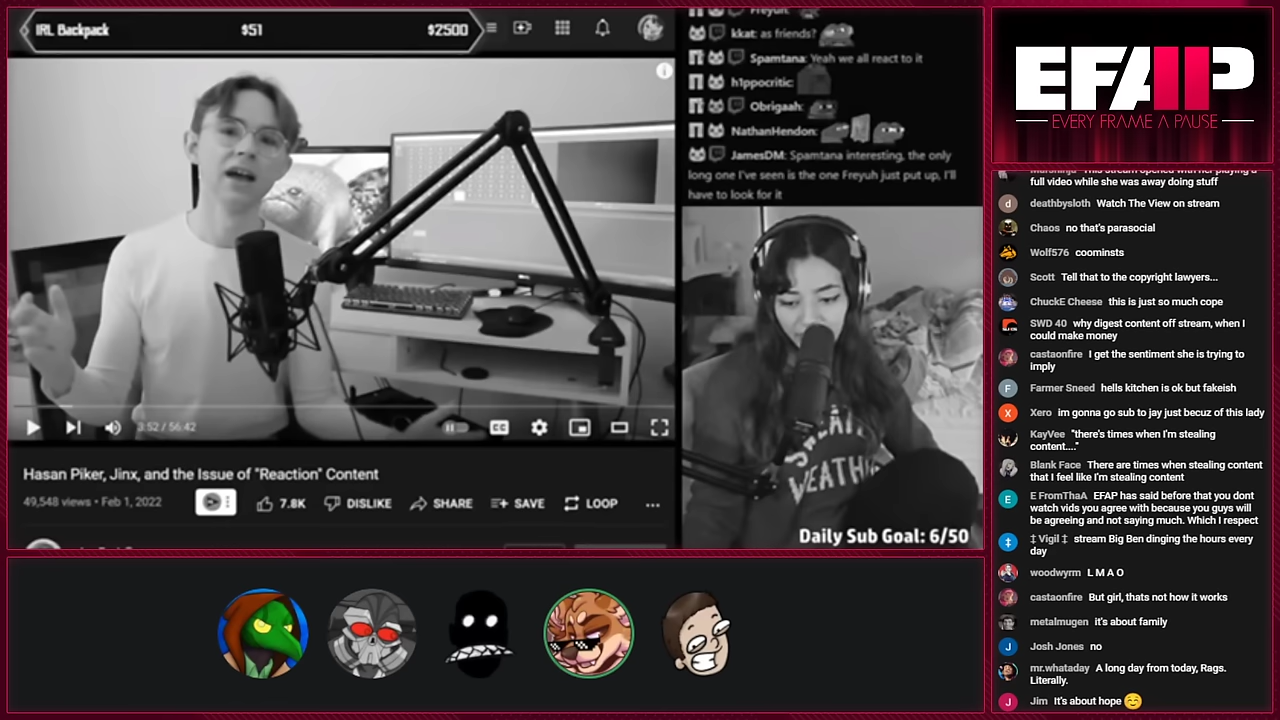 IRL Backpack $51 $2500
Freyuh:
kkat: as friends?
Spamtana: Yeah we all react to it
h1ppocritic:
Obrigaah:
NathanHendon:
JamesDM: Spamtana interesting, the only
long one I've seen is the one Freyuh just put up, I'll
have to look for it
3:52 / 56:42
CC
Hasan Piker, Jinx, and the Issue of "Reaction" Content
49,548 views • Feb 1, 2022 7.8K DISLIKE SHARE SAVE LOOP ...
WEATHER
Daily Sub Goal: 6/50
EFAP
EVERY FRAME A PAUSE
This stream opened with her playing a
full video while she was away doing stuff
d deathbysloth Watch The View on stream
Chaos no that's parasocial
Wolf576 coominsts
Scott Tell that to the copyright lawyers...
ChuckE Cheese this is just so much cope
SWD 40 why digest content off stream, when I
could make money
castaonfire I get the sentiment she is trying to
imply
F Farmer Sneed hells kitchen is ok but fakeish
X Xero im gonna go sub to jay just becuz of this lady
KayVee "there's times when I'm stealing
content...."
Blank Face There are times when stealing content
that I feel like I'm stealing content
E E FromThaA EFAP has said before that you dont
watch vids you agree with because you guys will
be agreeing and not saying much. Which I respect
‡ ‡ Vigil ‡ stream Big Ben dinging the hours every
day
woodwyrm L M A O
castaonfire But girl, thats not how it works
metalmugen it's about family
J Josh Jones no
mr.whataday A long day from today, Rags.
Literally.
J Jim It's about hope 😊